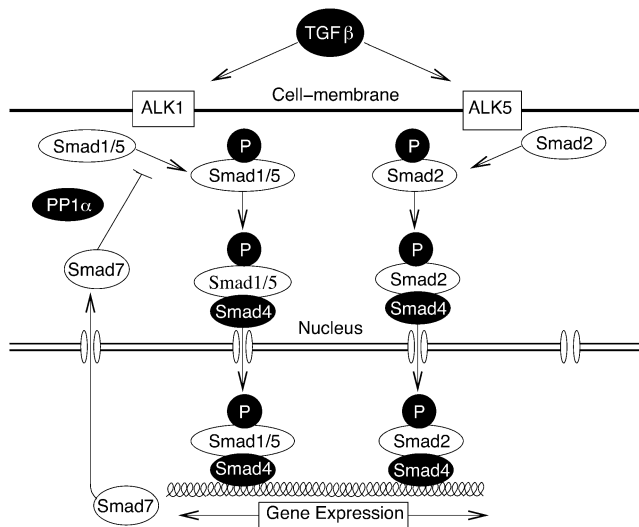 TGFβ
Cell-membrane
ALK1
ALK5
P
P
Smad1/5
Smad2
Smad1/5
Smad2
PP1α
P
P
Smad7
Smad1/5
Smad2
Smad4
Smad4
Nucleus
P
P
Smad1/5
Smad2
Smad4
Smad4
Smad7
Gene Expression